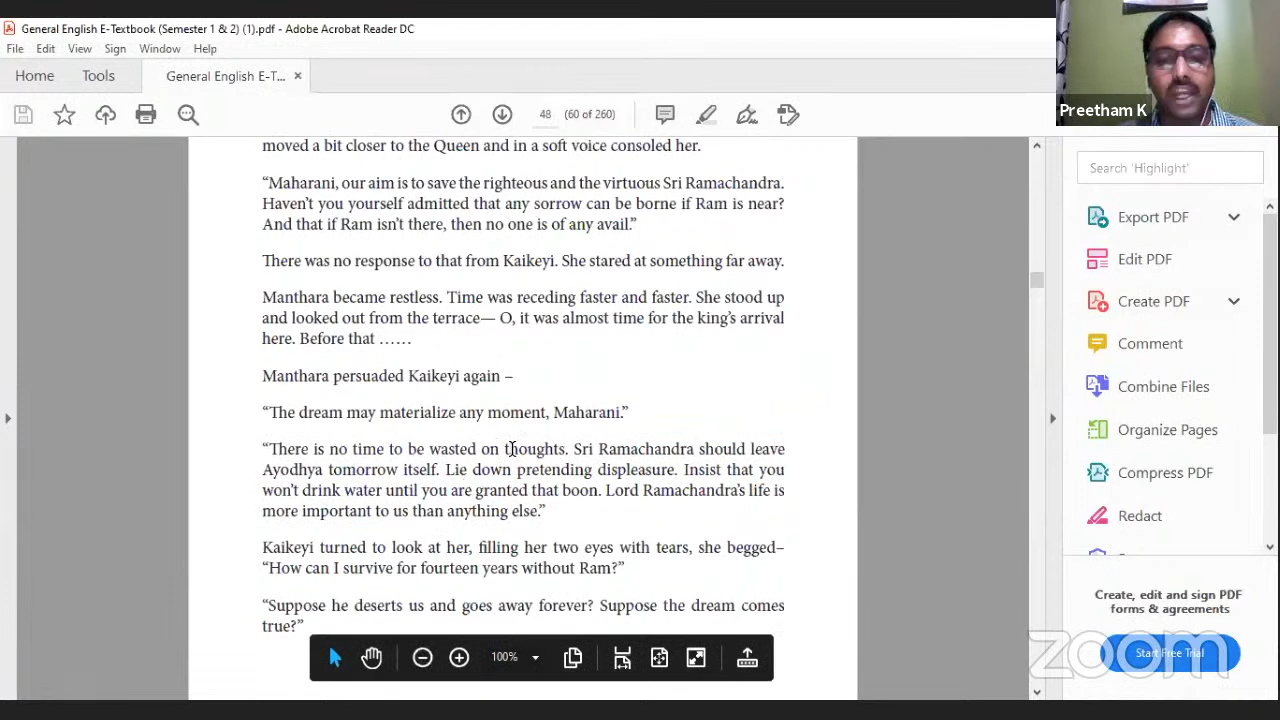 General English E-Textbook (Semester 1 & 2) (1).pdf - Adobe Acrobat Reader DC
File Edit View Sign Window Help
Home Tools General English E-T... ×
48 (60 of 260)
Preetham K
moved a bit closer to the Queen and in a soft voice consoled her.
“Maharani, our aim is to save the righteous and the virtuous Sri Ramachandra.
Haven’t you yourself admitted that any sorrow can be borne if Ram is near?
And that if Ram isn’t there, then no one is of any avail.”
There was no response to that from Kaikeyi. She stared at something far away.
Manthara became restless. Time was receding faster and faster. She stood up
and looked out from the terrace— O, it was almost time for the king’s arrival
here. Before that ……
Manthara persuaded Kaikeyi again –
“The dream may materialize any moment, Maharani.”
“There is no time to be wasted on thoughts. Sri Ramachandra should leave
Ayodhya tomorrow itself. Lie down pretending displeasure. Insist that you
won’t drink water until you are granted that boon. Lord Ramachandra’s life is
more important to us than anything else.”
Kaikeyi turned to look at her, filling her two eyes with tears, she begged–
“How can I survive for fourteen years without Ram?”
“Suppose he deserts us and goes away forever? Suppose the dream comes
true?”
100%
Search 'Highlight'
Export PDF
Edit PDF
Create PDF
Comment
Combine Files
Organize Pages
Compress PDF
Redact
Create, edit and sign PDF
forms & agreements
Start Free Trial
zoom